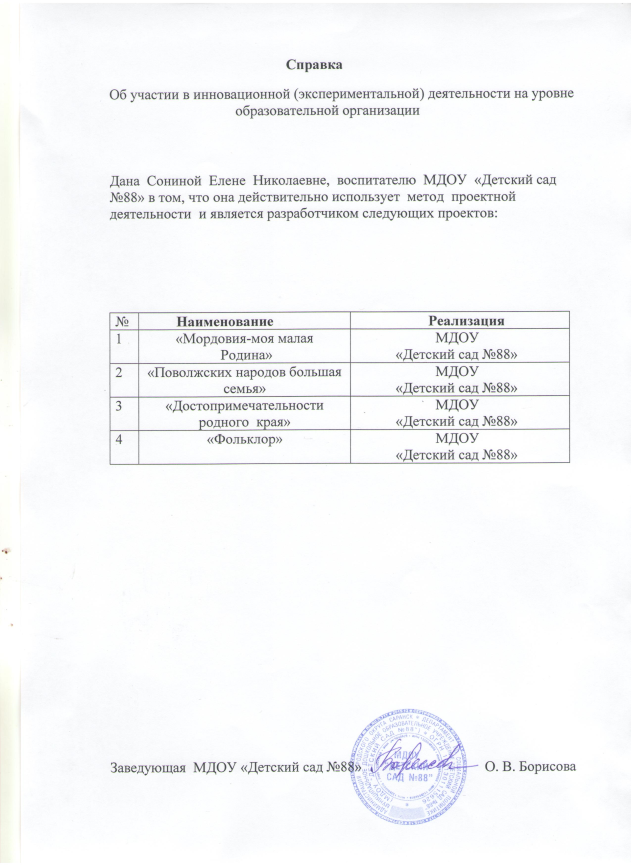 Справка
Об участии в инновационной (экспериментальной) деятельности на уровне
образовательной организации
Дана Сониной Елене Николаевне, воспитателю МДОУ «Детский сад
№88» в том, что она действительно использует метод проектной
деятельности и является разработчиком следующих проектов:
№ Наименование Реализация
1 «Мордовия-моя малая МДОУ
Родина» «Детский сад №88»
2 «Поволжских народов большая МДОУ
семья» «Детский сад №88»
3 «Достопримечательности МДОУ
родного края» «Детский сад №88»
4 «Фольклор» МДОУ
«Детский сад №88»
Заведующая МДОУ «Детский сад №88» О. В. Борисова
МДОУ
САД №88"